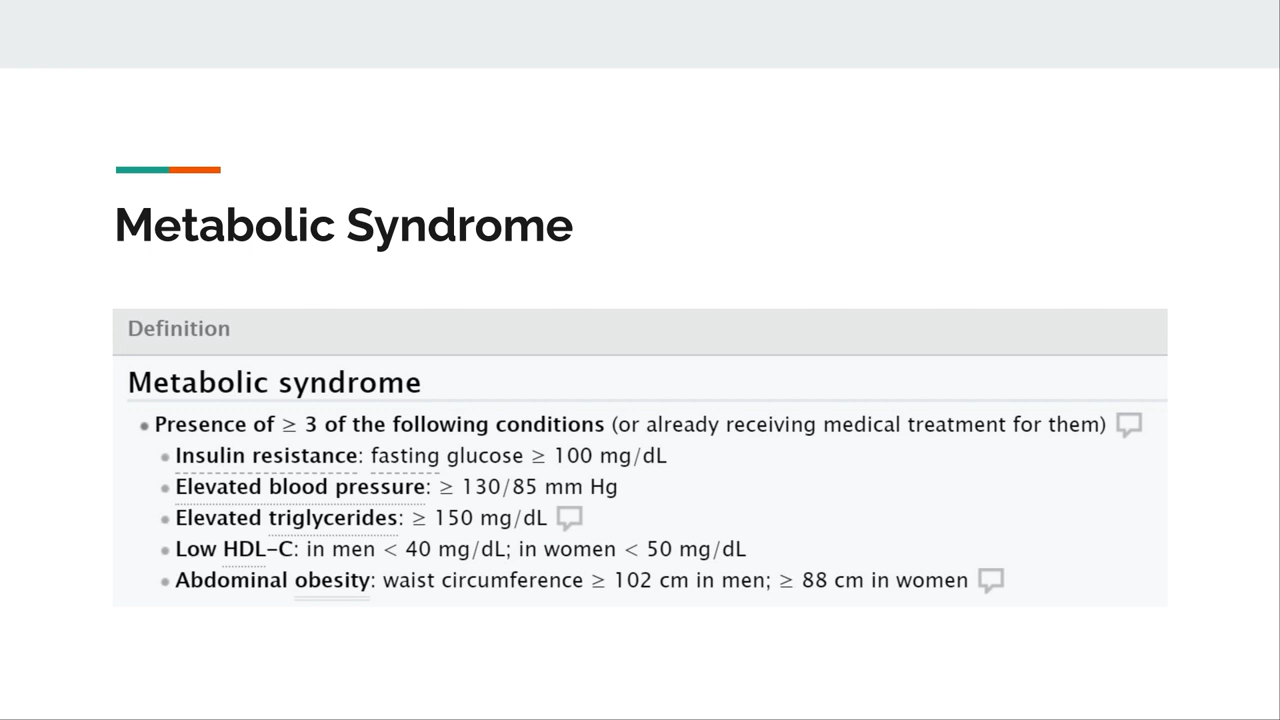 Metabolic Syndrome
Definition
Metabolic syndrome
• Presence of ≥ 3 of the following conditions (or already receiving medical treatment for them)
• Insulin resistance: fasting glucose ≥ 100 mg/dL
• Elevated blood pressure: ≥ 130/85 mm Hg
• Elevated triglycerides: ≥ 150 mg/dL
• Low HDL-C: in men < 40 mg/dL; in women < 50 mg/dL
• Abdominal obesity: waist circumference ≥ 102 cm in men; ≥ 88 cm in women